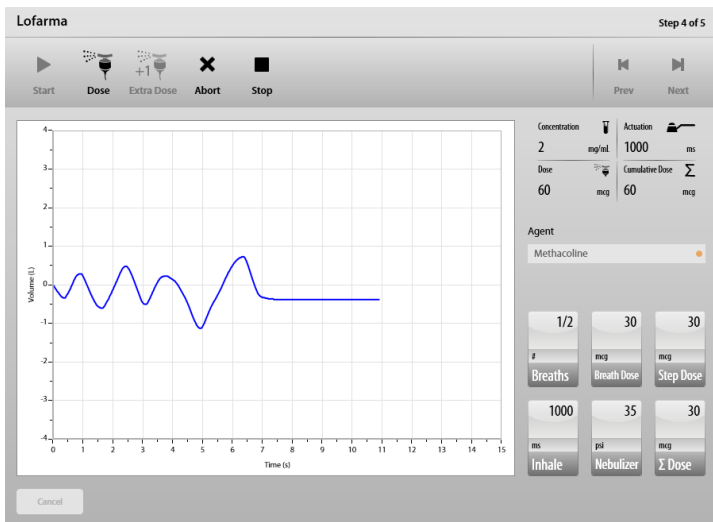 Lofarma
Step 4 of 5
+1
Start
Dose
Extra Dose
Abort
Stop
Prev
Next
Concentration
2 mg/mL
Actuation
1000 ms
Dose
60 mcg
Cumulative Dose Σ
60 mcg
Agent
Methacoline
1/2
#
Breaths
30
mcg
Breath Dose
30
mcg
Step Dose
1000
ms
Inhale
35
psi
Nebulizer
30
mcg
Σ Dose
Volume (L)
4
3
2
1
0
-1
-2
-3
-4
0 1 2 3 4 5 6 7 8 9 10 11 12 13 14 15
Time (s)
Cancel